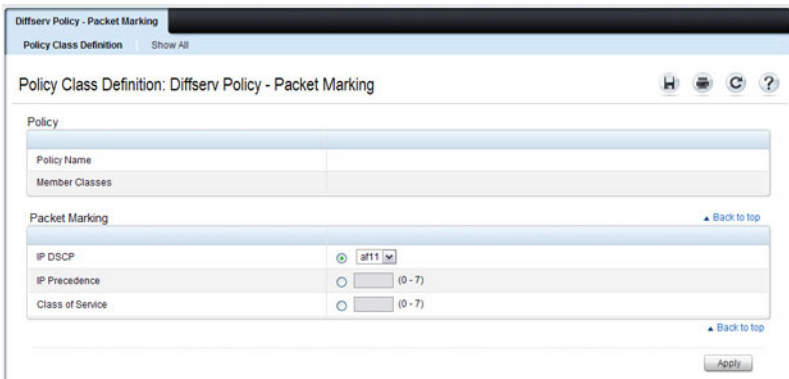 Diffserv Policy - Packet Marking
Policy Class Definition Show All
Policy Class Definition: Diffserv Policy - Packet Marking
?
Policy
Policy Name
Member Classes
Packet Marking
Back to top
IP DSCP af11
IP Precedence (0 - 7)
Class of Service (0 - 7)
Back to top
Apply